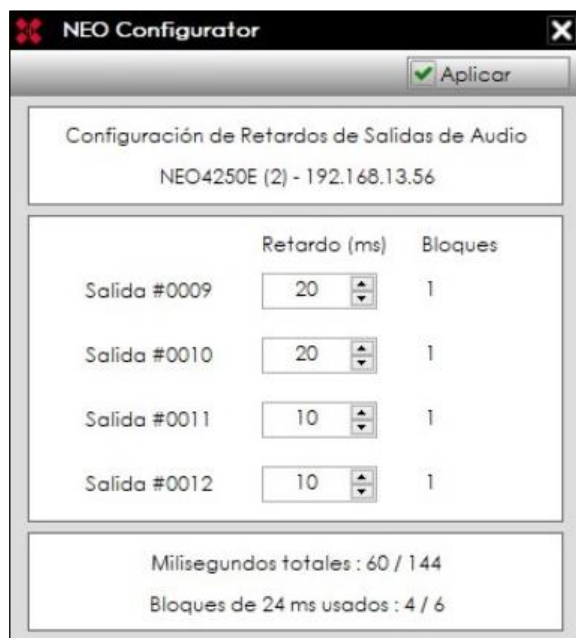 NEO Configurator
Aplicar
Configuración de Retardos de Salidas de Audio
NEO4250E (2) - 192.168.13.56
Retardo (ms) Bloques
Salida #0009 20 1
Salida #0010 20 1
Salida #0011 10 1
Salida #0012 10 1
Milisegundos totales : 60 / 144
Bloques de 24 ms usados : 4 / 6